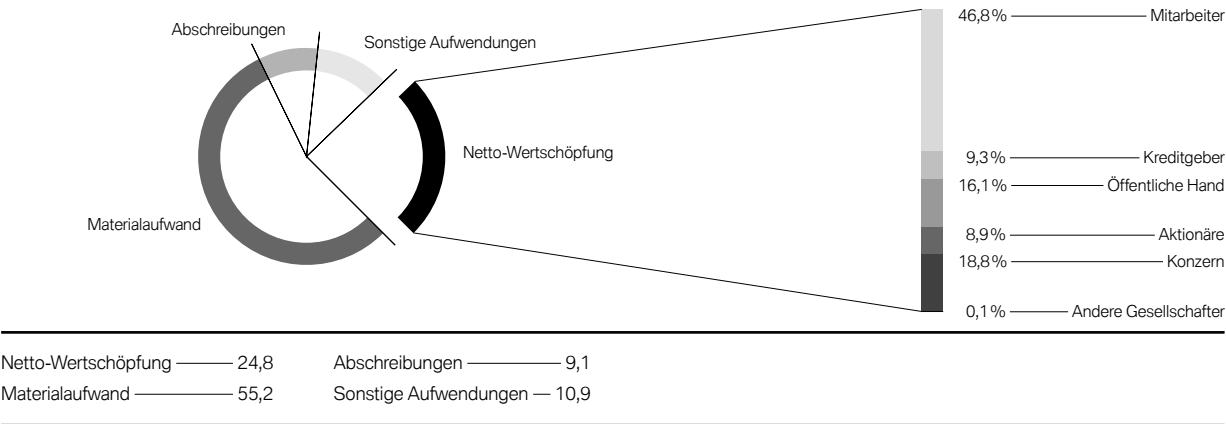 Abschreibungen
Sonstige Aufwendungen
Netto-Wertschöpfung
Materialaufwand
46,8% Mitarbeiter
9,3% Kreditgeber
16,1% Öffentliche Hand
8,9% Aktionäre
18,8% Konzern
0,1% Andere Gesellschafter
Netto-Wertschöpfung 24,8 Abschreibungen 9,1
Materialaufwand 55,2 Sonstige Aufwendungen 10,9